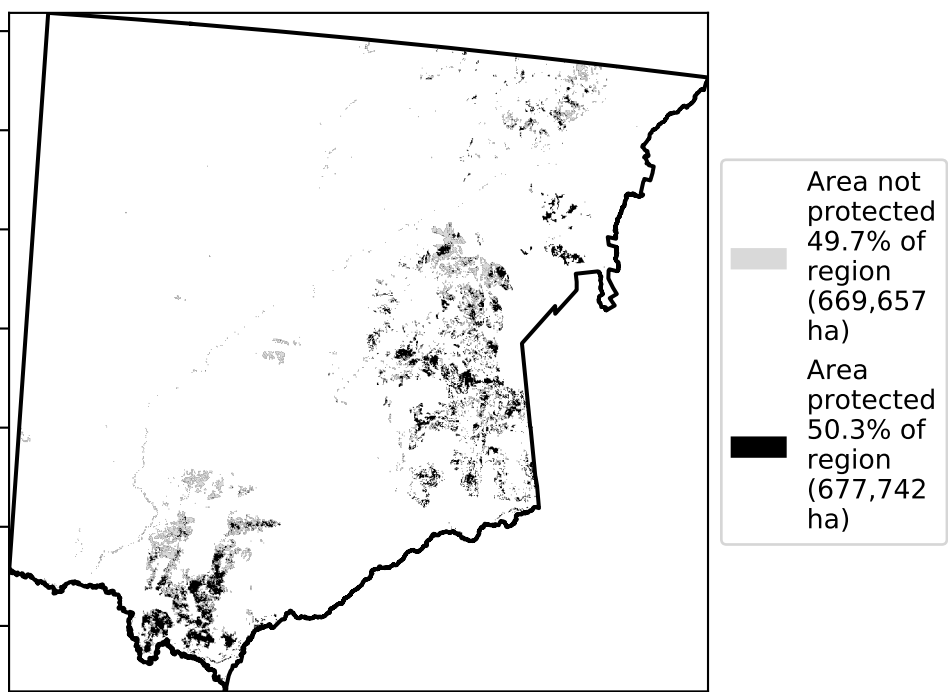 Area not
protected
49.7% of
region
(669,657
ha)
Area
protected
50.3% of
region
(677,742
ha)